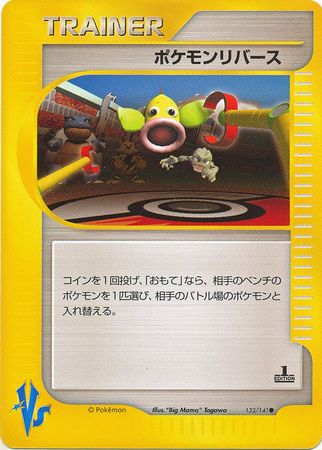 TRAINER
ポケモンリバース
コインを1回投げ、「おもて」なら、相手のベンチの
ポケモンを1匹選び、相手のバトル場のポケモンと
入れ替える。
1
EDITION
VS
© Pokémon
Illus."Big Mama" Tagawa
133/141●